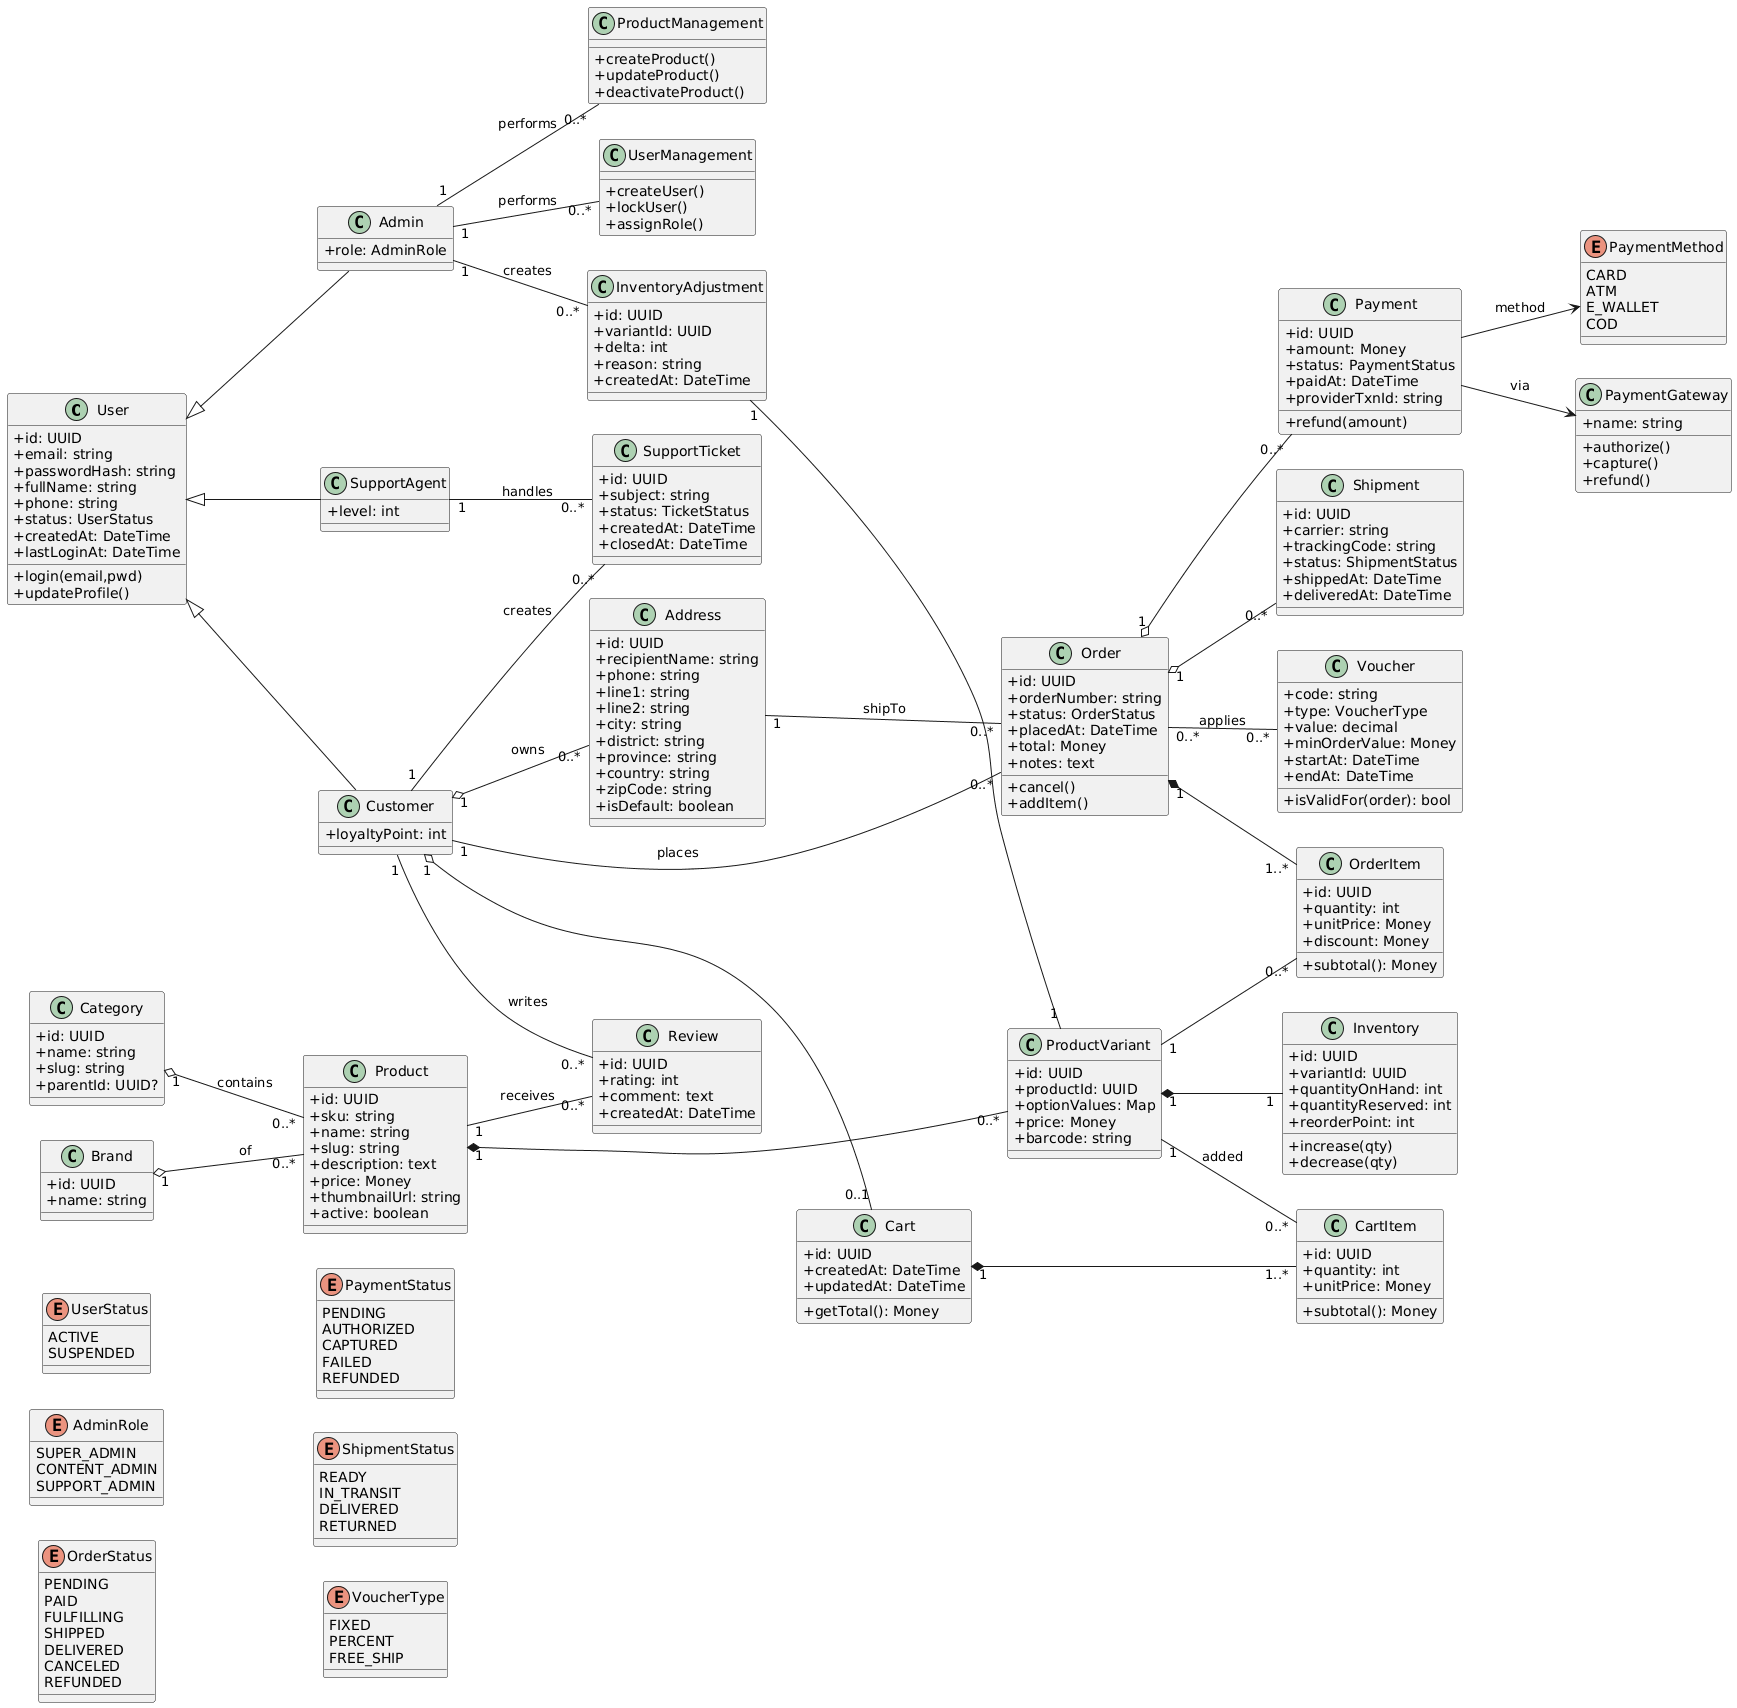 ProductManagement
+createProduct()
+updateProduct()
+deactivateProduct()
performs
0..*
1
UserManagement
+createUser()
+lockUser()
+assignRole()
performs
0..*
1
Admin
+role: AdminRole
creates
1
0..*
InventoryAdjustment
+id: UUID
+variantId: UUID
+delta: int
+reason: string
+createdAt: DateTime
1
1
User
+id: UUID
+email: string
+passwordHash: string
+fullName: string
+phone: string
+status: UserStatus
+createdAt: DateTime
+lastLoginAt: DateTime
+login(email,pwd)
+updateProfile()
SupportAgent
+level: int
handles
1
0..*
SupportTicket
+id: UUID
+subject: string
+status: TicketStatus
+createdAt: DateTime
+closedAt: DateTime
0..*
creates
1
Customer
+loyaltyPoint: int
owns
1
0..*
Address
+id: UUID
+recipientName: string
+phone: string
+line1: string
+line2: string
+city: string
+district: string
+province: string
+country: string
+zipCode: string
+isDefault: boolean
shipTo
1
0..*
places
1
0..*
Order
+id: UUID
+orderNumber: string
+status: OrderStatus
+placedAt: DateTime
+total: Money
+notes: text
+cancel()
+addItem()
Payment
+id: UUID
+amount: Money
+status: PaymentStatus
+paidAt: DateTime
+providerTxnId: string
+refund(amount)
0..*
1
method
PaymentMethod
CARD
ATM
E_WALLET
COD
via
PaymentGateway
+name: string
+authorize()
+capture()
+refund()
Shipment
+id: UUID
+carrier: string
+trackingCode: string
+status: ShipmentStatus
+shippedAt: DateTime
+deliveredAt: DateTime
0..*
1
Voucher
+code: string
+type: VoucherType
+value: decimal
+minOrderValue: Money
+startAt: DateTime
+endAt: DateTime
+isValidFor(order): bool
applies
0..*
0..*
OrderItem
+id: UUID
+quantity: int
+unitPrice: Money
+discount: Money
+subtotal(): Money
1
1..*
0..*
1
writes
1
0..*
1
0..1
Category
+id: UUID
+name: string
+slug: string
+parentId: UUID?
contains
1
0..*
Brand
+id: UUID
+name: string
of
1
0..*
Product
+id: UUID
+sku: string
+name: string
+slug: string
+description: text
+price: Money
+thumbnailUrl: string
+active: boolean
receives
1
0..*
1
0..*
Review
+id: UUID
+rating: int
+comment: text
+createdAt: DateTime
ProductVariant
+id: UUID
+productId: UUID
+optionValues: Map
+price: Money
+barcode: string
1
1
Inventory
+id: UUID
+variantId: UUID
+quantityOnHand: int
+quantityReserved: int
+reorderPoint: int
+increase(qty)
+decrease(qty)
added
1
0..*
Cart
+id: UUID
+createdAt: DateTime
+updatedAt: DateTime
+getTotal(): Money
1
1..*
CartItem
+id: UUID
+quantity: int
+unitPrice: Money
+subtotal(): Money
UserStatus
ACTIVE
SUSPENDED
PaymentStatus
PENDING
AUTHORIZED
CAPTURED
FAILED
REFUNDED
AdminRole
SUPER_ADMIN
CONTENT_ADMIN
SUPPORT_ADMIN
ShipmentStatus
READY
IN_TRANSIT
DELIVERED
RETURNED
OrderStatus
PENDING
PAID
FULFILLING
SHIPPED
DELIVERED
CANCELED
REFUNDED
VoucherType
FIXED
PERCENT
FREE_SHIP